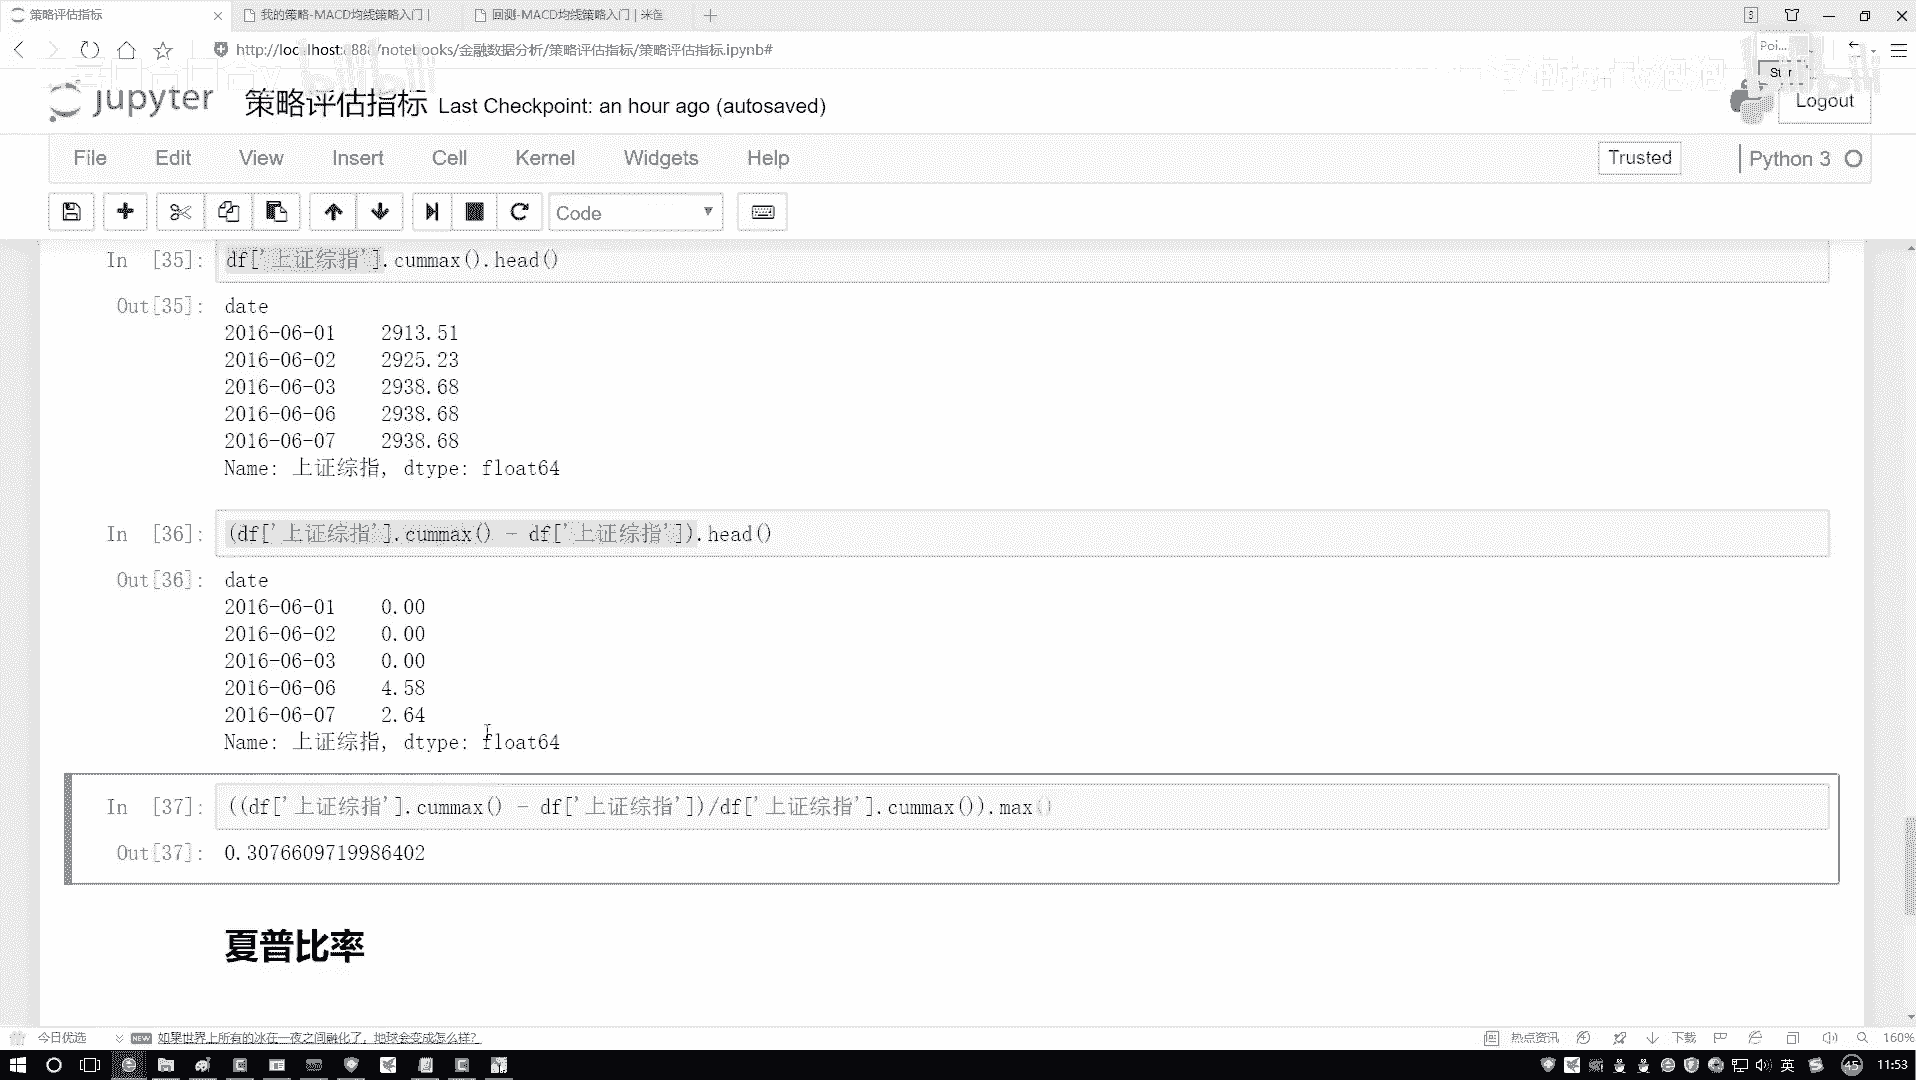 策略评估指标
我的策略-MACD均线策略入门 |
回测-MACD均线策略入门 | 米筐
http://localhost:888/notebooks/金融数据分析/策略评估指标/策略评估指标.ipynb#
Poi...
jupyter 策略评估指标 Last Checkpoint: an hour ago (autosaved)
Logout
File Edit View Insert Cell Kernel Widgets Help
Trusted
Python 3
Code
In [35]: df['上证综指'].cummax().head()
Out[35]: date
2016-06-01 2913.51
2016-06-02 2925.23
2016-06-03 2938.68
2016-06-06 2938.68
2016-06-07 2938.68
Name: 上证综指, dtype: float64
In [36]: (df['上证综指'].cummax() - df['上证综指']).head()
Out[36]: date
2016-06-01 0.00
2016-06-02 0.00
2016-06-03 0.00
2016-06-06 4.58
2016-06-07 2.64
Name: 上证综指, dtype: float64
In [37]: ((df['上证综指'].cummax() - df['上证综指'])/df['上证综指'].cummax()).max()
Out[37]: 0.3076609719986402
夏普比率
今日优选
NEW 如果世界上所有的冰在一夜之间融化了，地球会变成怎么样?
热点资讯
下载
160%
英
45
11:53